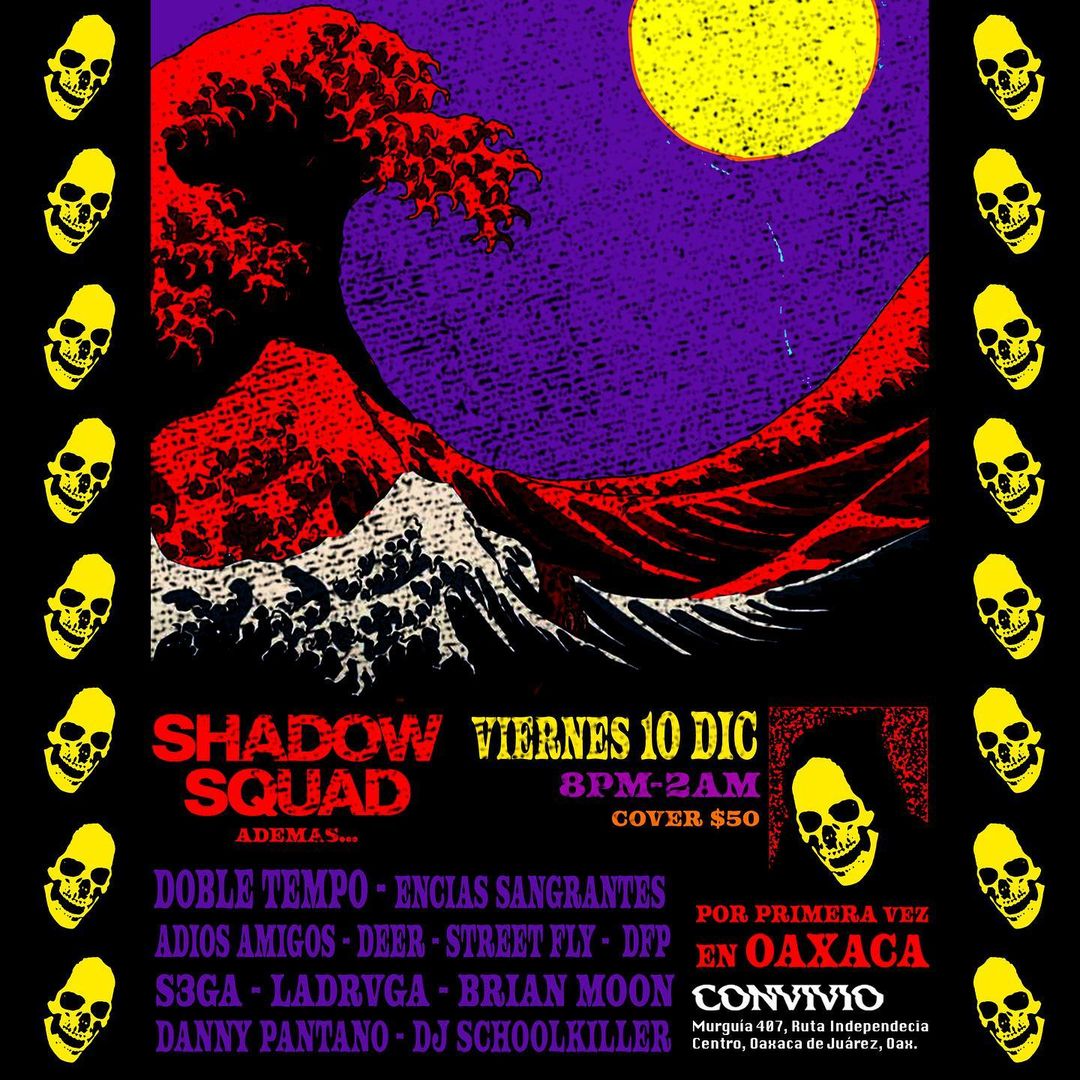 SHADOW
SQUAD
ADEMAS...
VIERNES 10 DIC
8PM-2AM
COVER $50
DOBLE TEMPO - ENCIAS SANGRANTES
ADIOS AMIGOS - DEER - STREET FLY - DFP
S3GA - LADRVGA - BRIAN MOON
DANNY PANTANO - DJ SCHOOLKILLER
POR PRIMERA VEZ
EN OAXACA
CONVIVIO
Murguía 407, Ruta Independecia
Centro, Oaxaca de Juárez, Oax.